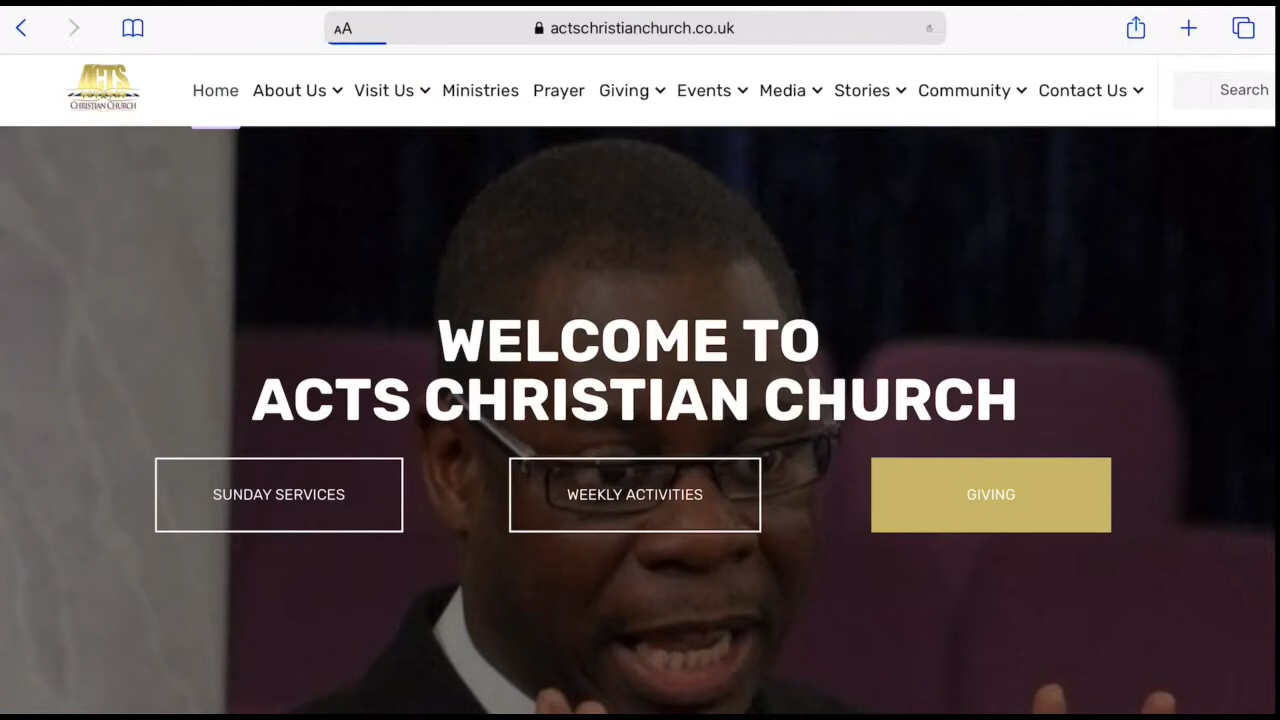 AA
actschristianchurch.co.uk
ACTS
CHRISTIAN CHURCH
Home
About Us
Visit Us
Ministries
Prayer
Giving
Events
Media
Stories
Community
Contact Us
Search
WELCOME TO
ACTS CHRISTIAN CHURCH
SUNDAY SERVICES
WEEKLY ACTIVITIES
GIVING